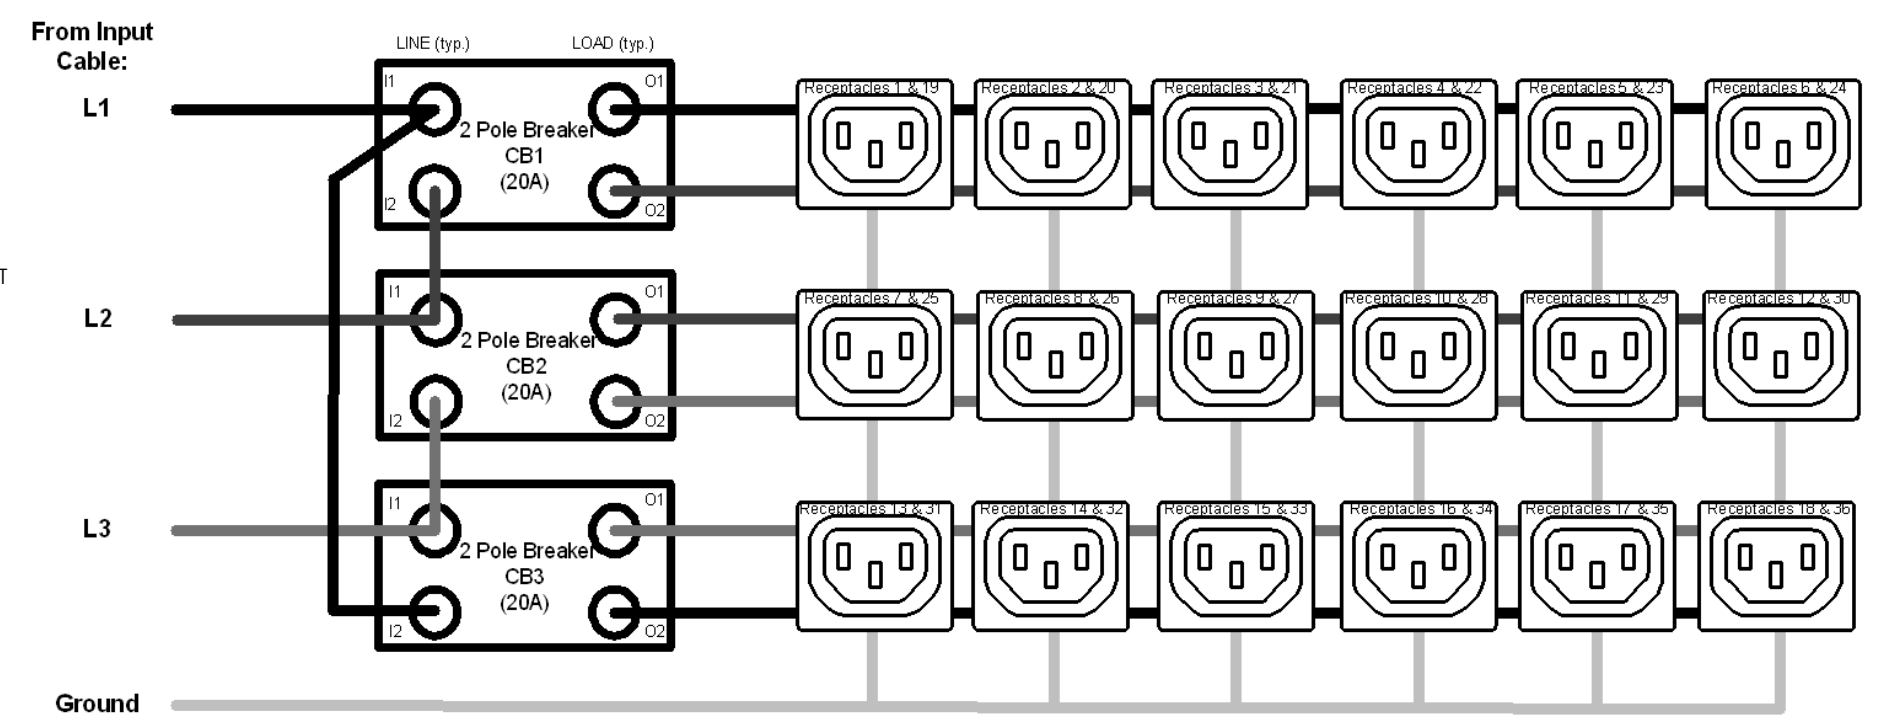 From Input
Cable:
LINE (typ.)
LOAD (typ.)
L1
I1
O1
2 Pole Breaker
CB1
(20A)
I2
O2
Receptacles 1 & 19
Receptacles 2 & 20
Receptacles 3 & 21
Receptacles 4 & 22
Receptacles 5 & 23
Receptacles 6 & 24
T
L2
I1
O1
2 Pole Breaker
CB2
(20A)
I2
O2
Receptacles 7 & 25
Receptacles 8 & 26
Receptacles 9 & 27
Receptacles 10 & 28
Receptacles 11 & 29
Receptacles 12 & 30
L3
I1
O1
2 Pole Breaker
CB3
(20A)
I2
O2
Receptacles 13 & 31
Receptacles 14 & 32
Receptacles 15 & 33
Receptacles 16 & 34
Receptacles 17 & 35
Receptacles 18 & 36
Ground